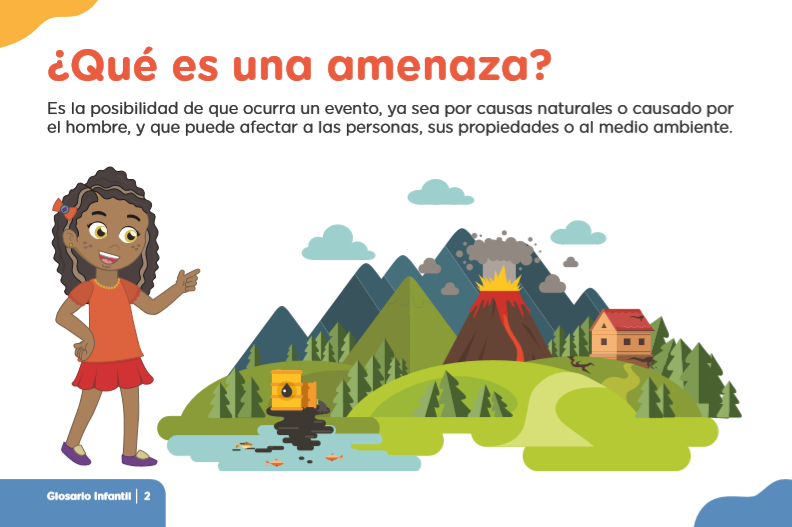 ¿Qué es una amenaza?
Es la posibilidad de que ocurra un evento, ya sea por causas naturales o causado por
el hombre, y que puede afectar a las personas, sus propiedades o al medio ambiente.
Glosario Infantil | 2